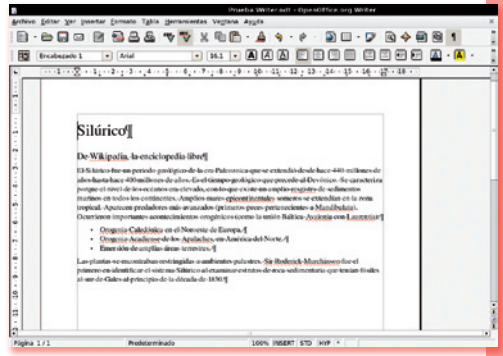 Prueba Writer.odt - OpenOffice.org Writer
Archivo Editar Ver Insertar Formato Tabla Herramientas Ventana Ayuda
Encabezado 1 Arial 16.1
Silúrico¶
De Wikipedia, la enciclopedia libre¶
El Silúrico fue un periodo geológico de la era Paleozoica que se extendió desde hace 440 millones de
años hasta hace 400 millones de años. Es el tiempo geológico que precede al Devónico. Se caracteriza
porque el nivel de los océanos era elevado, con lo que existe un amplio registro de sedimentos
marinos en todos los continentes. Amplios mares epicontinentales someros se extendían en la zona
tropical. Aparecen predadores más avanzados (primeros peces pertenecientes a Mandibulata).
Ocurrieron importantes acontecimientos orogénicos (como la unión Báltica-Avalonia con Laurentia)¶
• Orogenia Caledónica en el Noroeste de Europa.¶
• Orogenia Acadiense de los Apalaches, en América del Norte.¶
• Emersión de amplias áreas terrestres.¶
Las plantas se encontraban restringidas a ambientes palustres. Sir Roderick Murchinson fue el
primero en identificar el sistema Silúrico al examinar estratos de roca sedimentaria que tenían fósiles
al sur de Gales al principio de la década de 1830.¶
Página 1 / 1 Predeterminado 100% INSERT STD HYP *